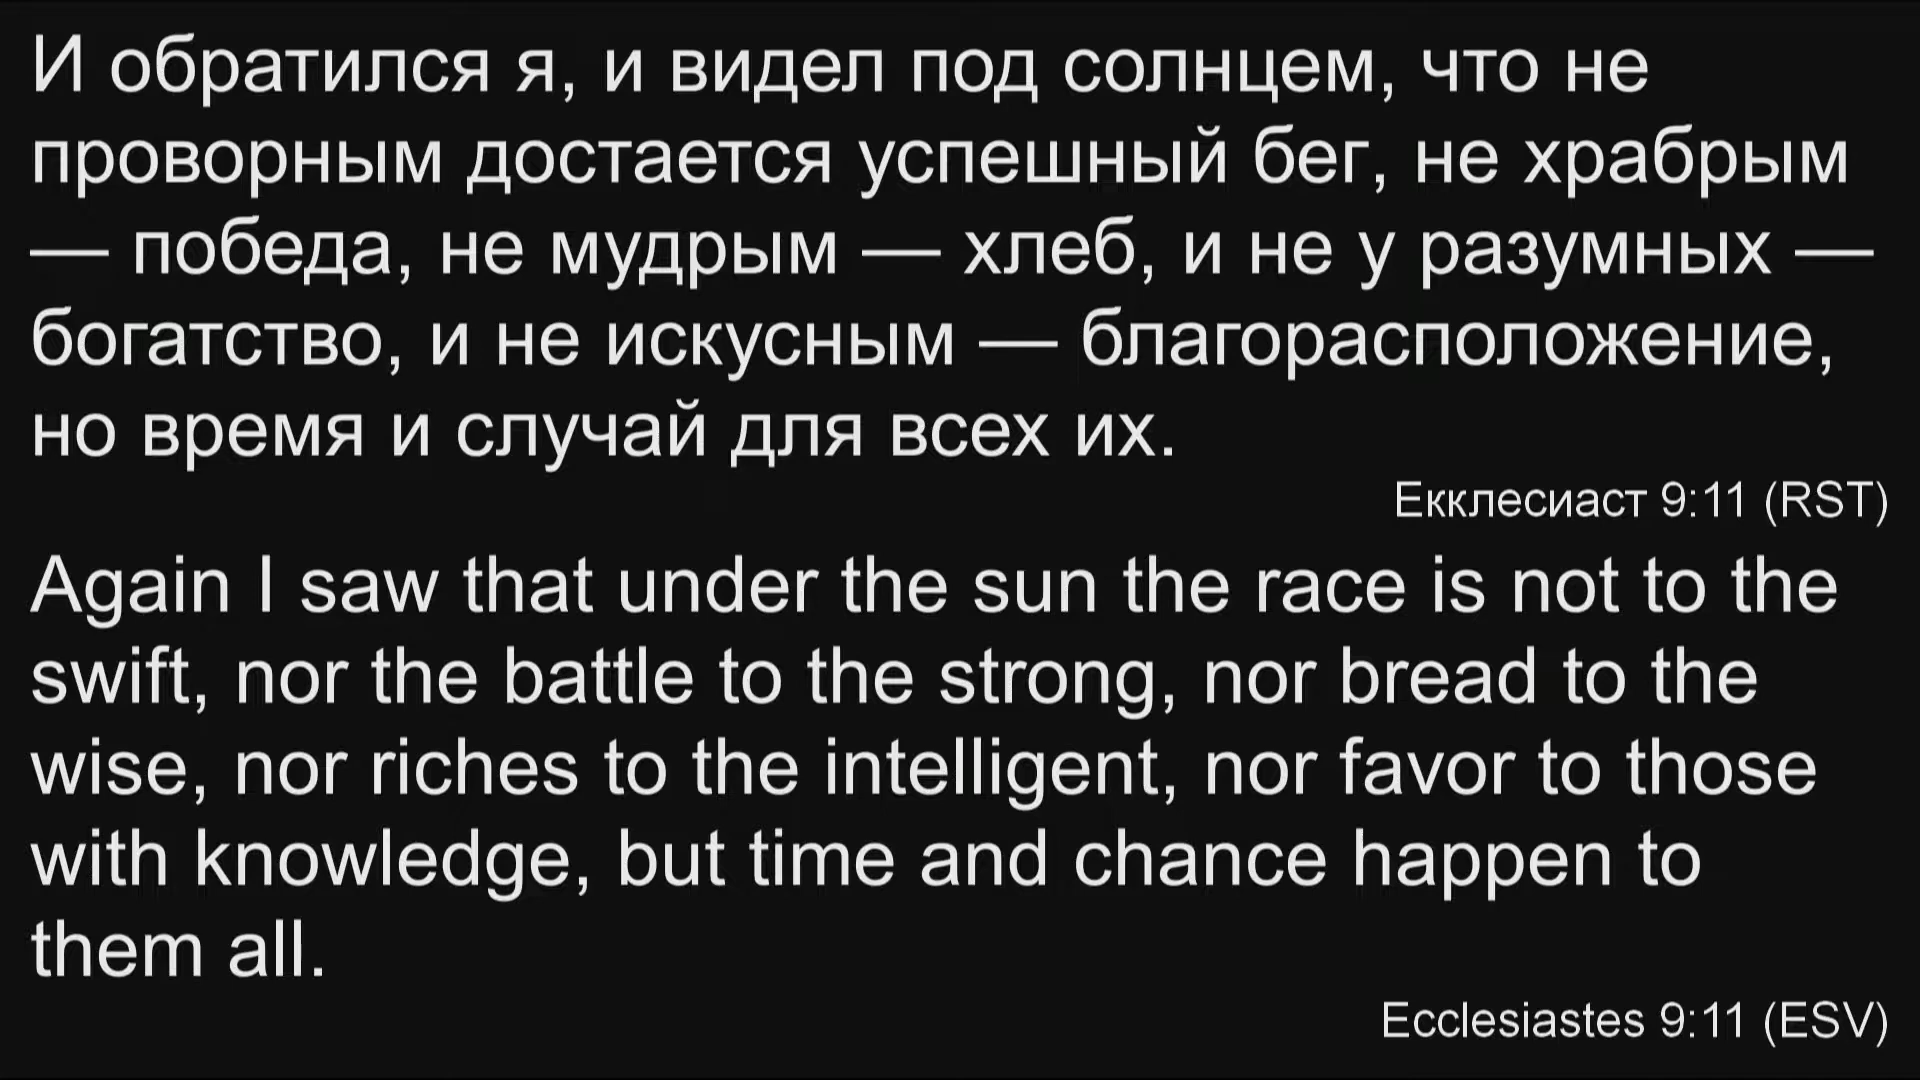 И обратился я, и видел под солнцем, что не
проворным достается успешный бег, не храбрым
— победа, не мудрым — хлеб, и не у разумных —
богатство, и не искусным — благорасположение,
но время и случай для всех их.
Екклесиаст 9:11 (RST)
Again I saw that under the sun the race is not to the
swift, nor the battle to the strong, nor bread to the
wise, nor riches to the intelligent, nor favor to those
with knowledge, but time and chance happen to
them all.
Ecclesiastes 9:11 (ESV)